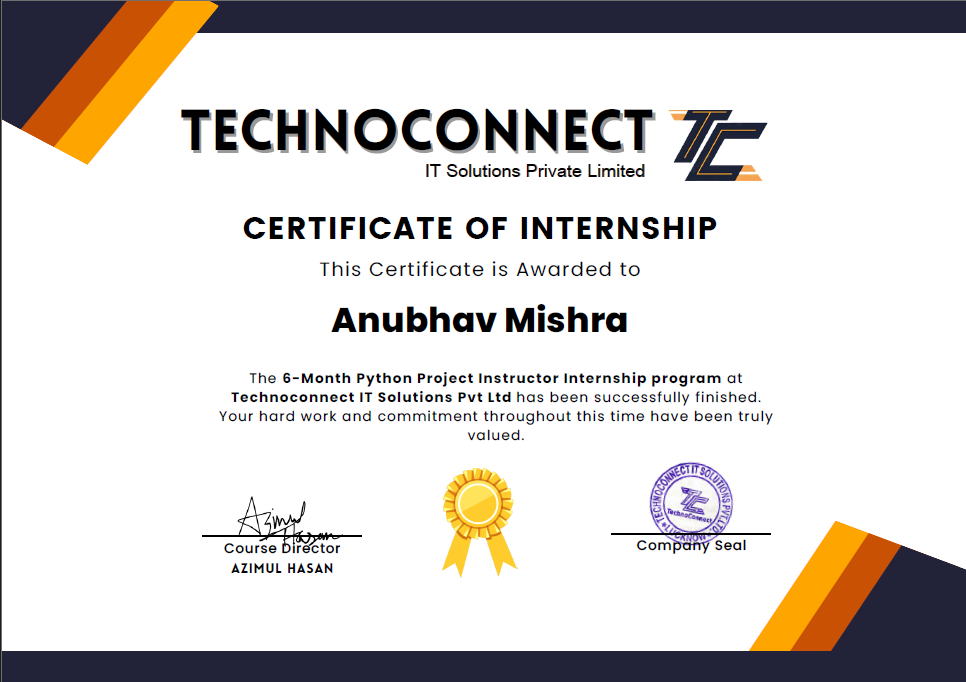 TECHNOCONNECT
IT Solutions Private Limited
CERTIFICATE OF INTERNSHIP
This Certificate is Awarded to
Anubhav Mishra
The 6-Month Python Project Instructor Internship program at
Technoconnect IT Solutions Pvt Ltd has been successfully finished.
Your hard work and commitment throughout this time have been truly
valued.
Azimul
Hasan
Course Director
AZIMUL HASAN
TECHNOCONNECT IT SOLUTIONS PVT. LTD.
TC
TechnoConnect
LUCKNOW
Company Seal